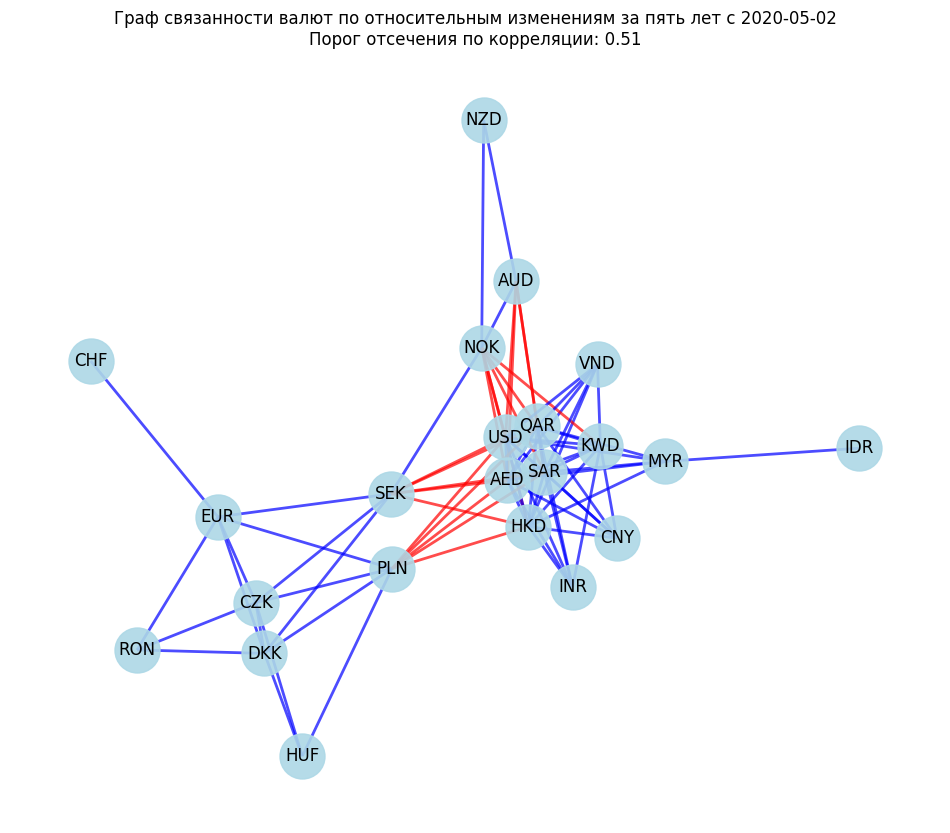 Граф связанности валют по относительным изменениям за пять лет с 2020-05-02
Порог отсечения по корреляции: 0.51
NZD
AUD
NOK
CHF
VND
QAR
USD
KWD
IDR
MYR
SAR
AED
SEK
EUR
HKD
CNY
PLN
INR
CZK
RON
DKK
HUF